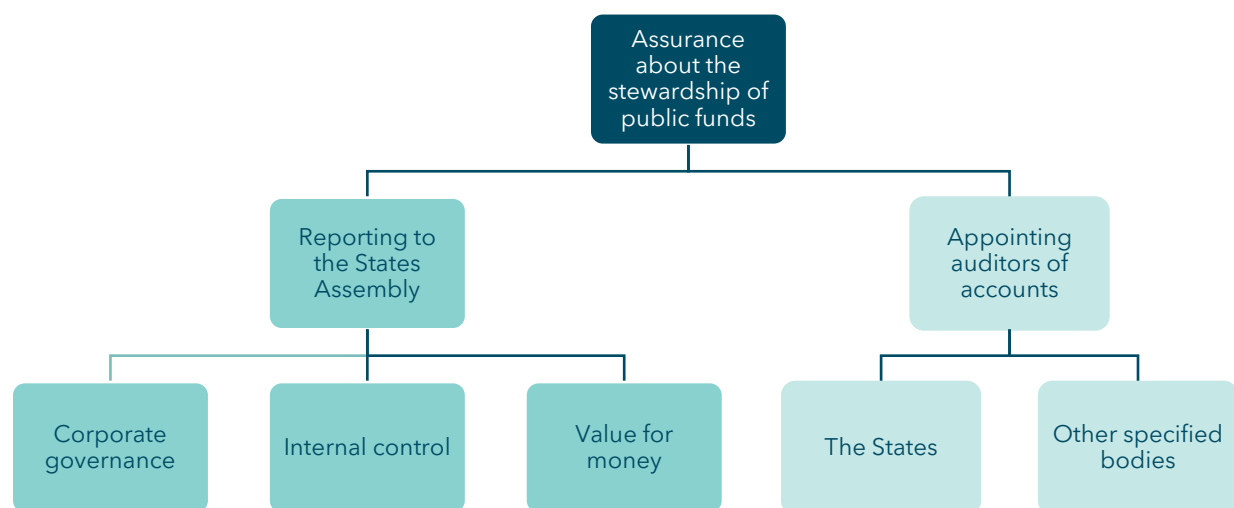 Assurance
about the
stewardship of
public funds
Reporting to
the States
Assembly
Appointing
auditors of
accounts
Corporate
governance
Internal control
Value for
money
The States
Other specified
bodies